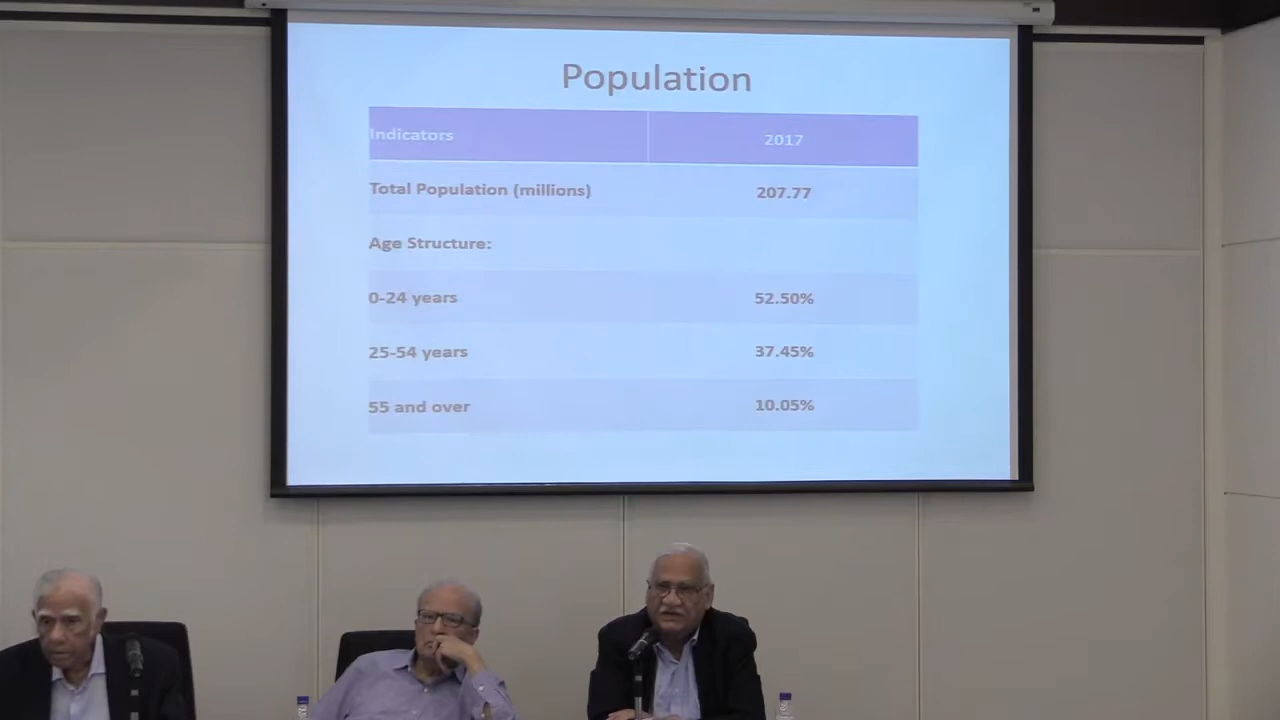 Population
Indicators 2017
Total Population (millions) 207.77
Age Structure:
0-24 years 52.50%
25-54 years 37.45%
55 and over 10.05%